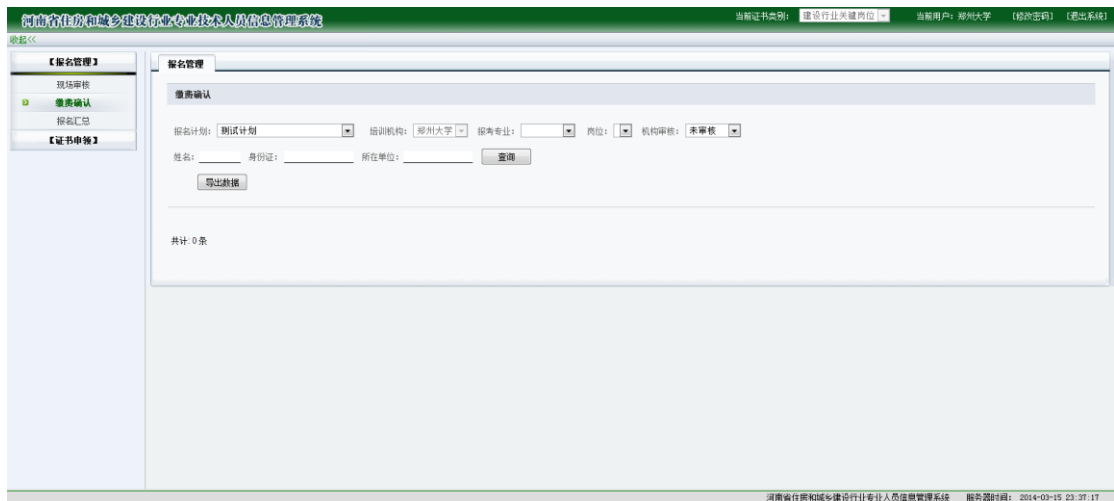 河南省住房和城乡建设行业专业技术人员信息管理系统 当前证书类别: 建设行业关键岗位 当前用户: 郑州大学 [修改密码] [退出系统]
收起<<
【报名管理】
现场审核
缴费确认
报名汇总
【证书申领】
报名管理
缴费确认
报名计划: 测试计划 培训机构: 郑州大学 报考专业: 岗位: 机构审核: 未审核
姓名: 身份证: 所在单位: 查询
导出数据
共计:0条
河南省住房和城乡建设行业专业人员信息管理系统 服务器时间: 2014-03-15 23:37:17